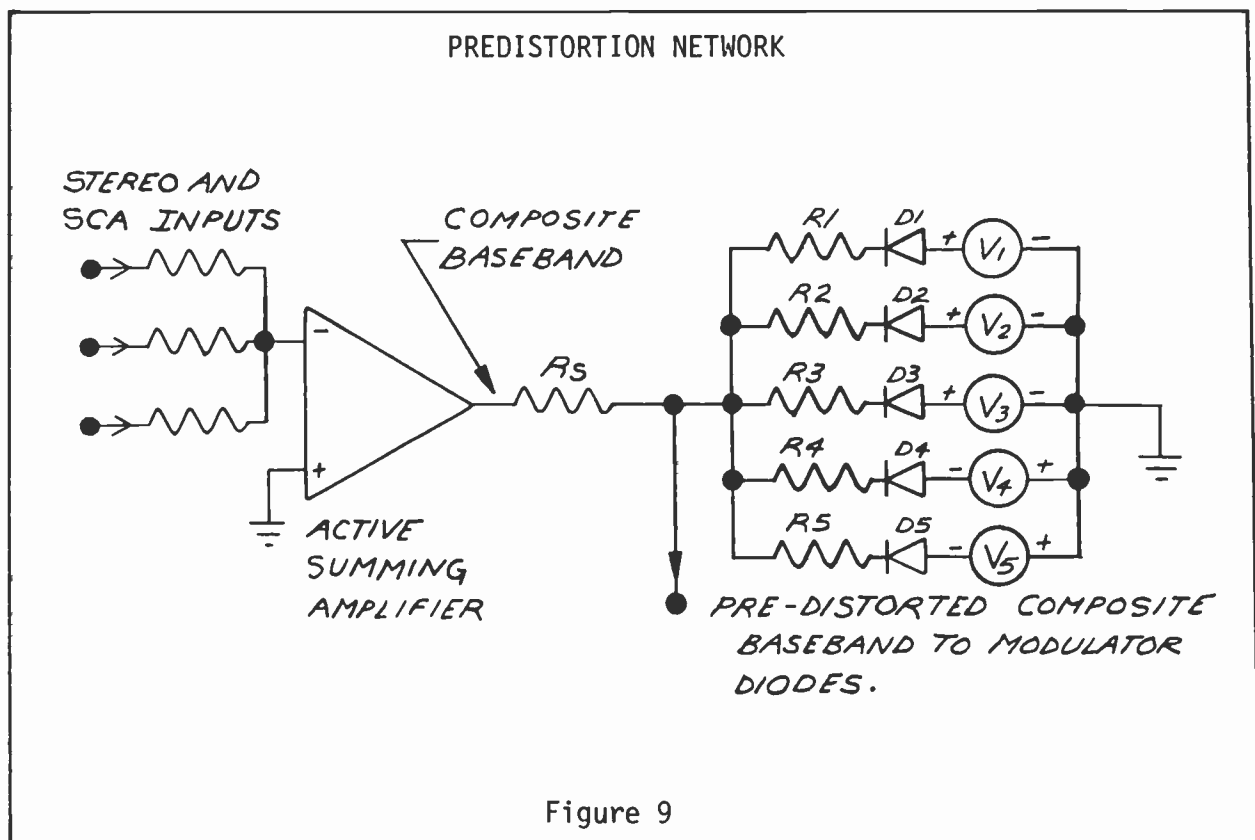 PREDISTORTION NETWORK
STEREO AND
SCA INPUTS
COMPOSITE
BASEBAND
RS
-
+
ACTIVE
SUMMING
AMPLIFIER
R1 D1 + V1 -
R2 D2 + V2 -
R3 D3 + V3 -
R4 D4 - V4 +
R5 D5 - V5 +
PRE-DISTORTED COMPOSITE
BASEBAND TO MODULATOR
DIODES.
Figure 9